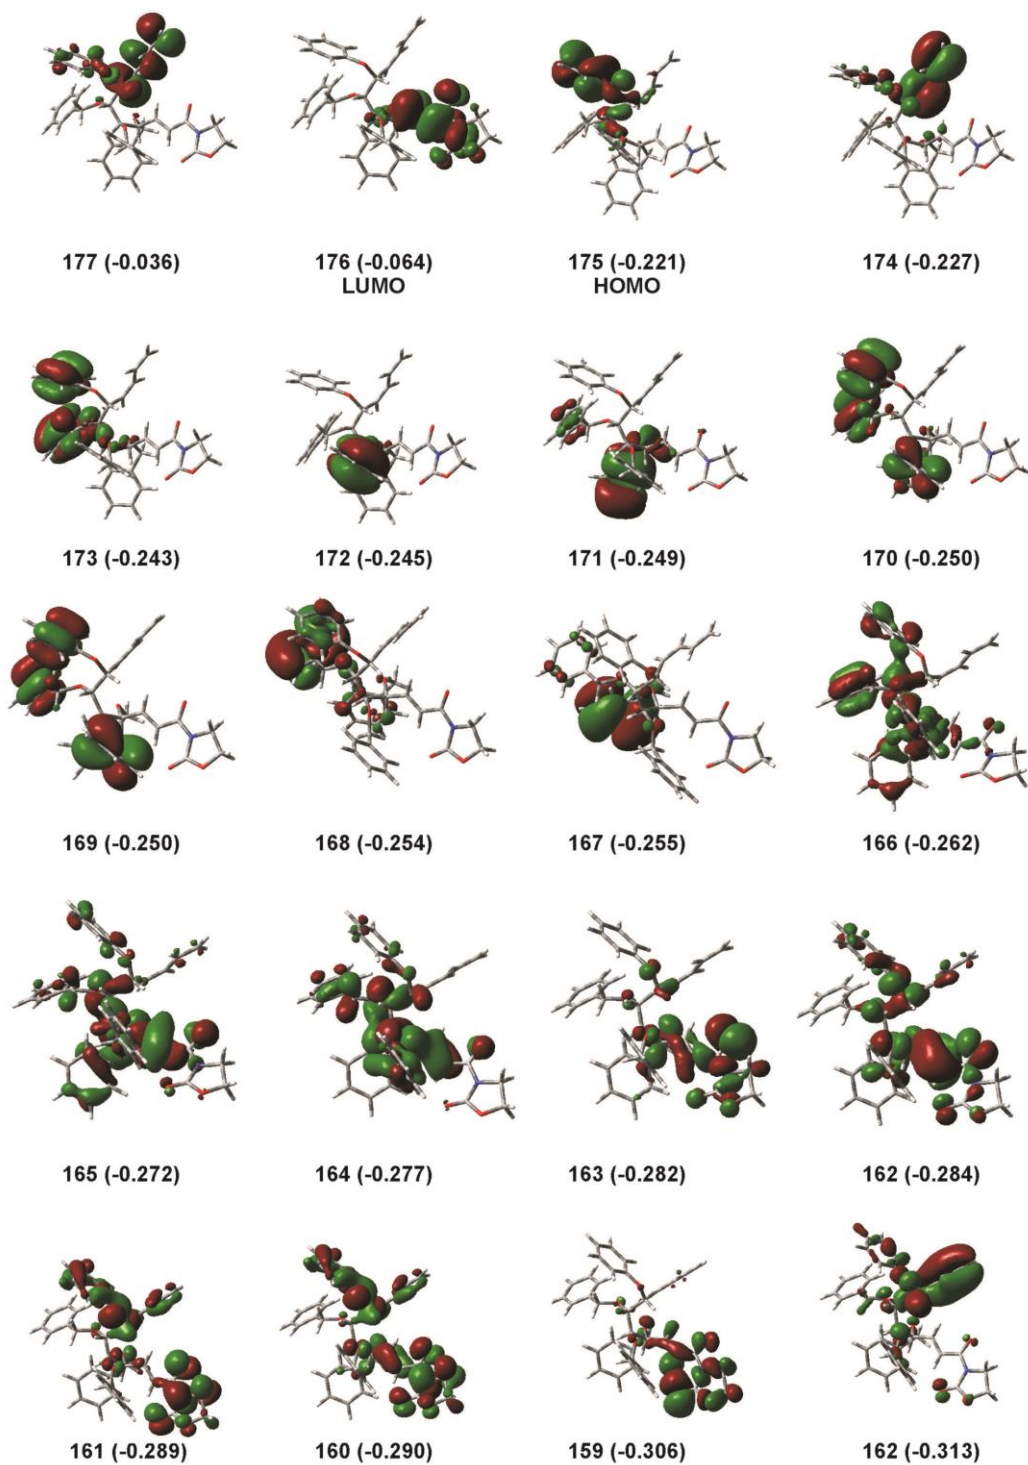 177 (-0.036) 176 (-0.064) 175 (-0.221) 174 (-0.227)
LUMO HOMO
173 (-0.243) 172 (-0.245) 171 (-0.249) 170 (-0.250)
169 (-0.250) 168 (-0.254) 167 (-0.255) 166 (-0.262)
165 (-0.272) 164 (-0.277) 163 (-0.282) 162 (-0.284)
161 (-0.289) 160 (-0.290) 159 (-0.306) 162 (-0.313)